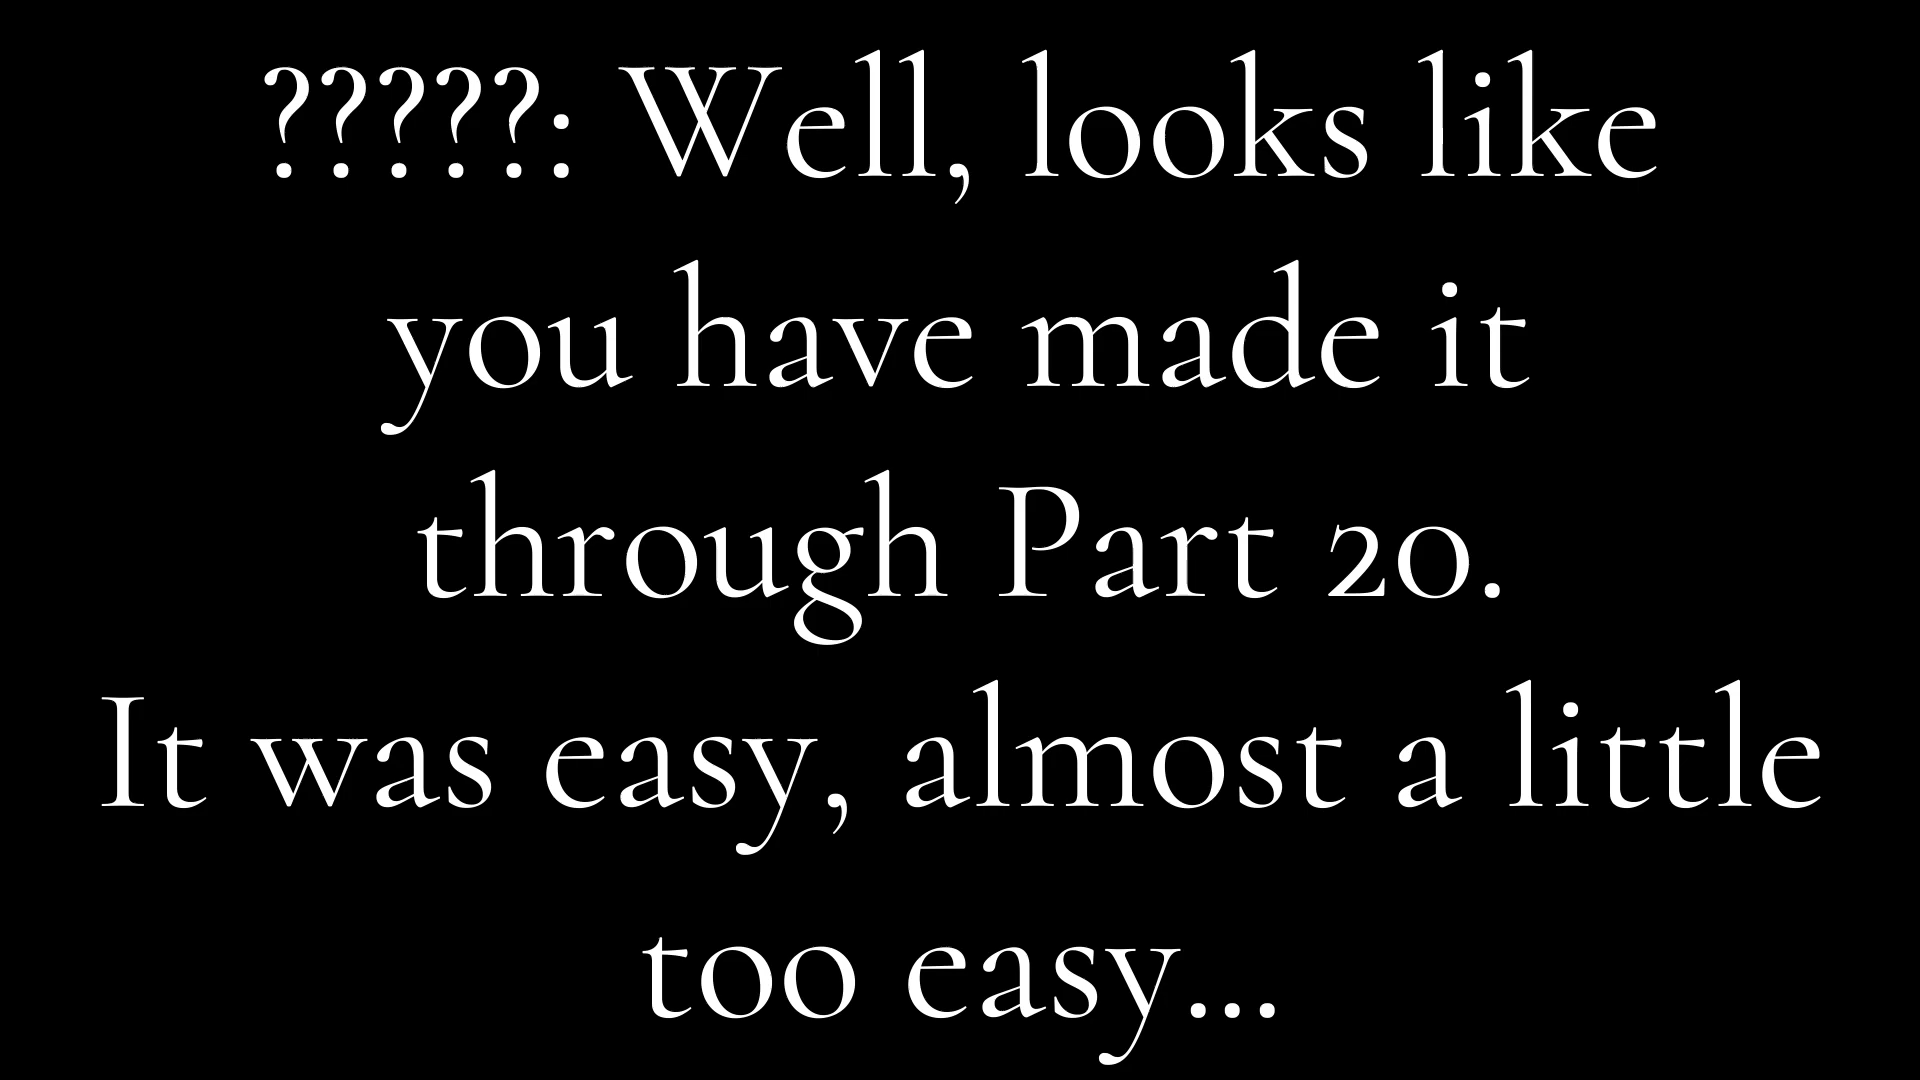 ?????: Well, looks like
you have made it
through Part 20.
It was easy, almost a little
too easy...